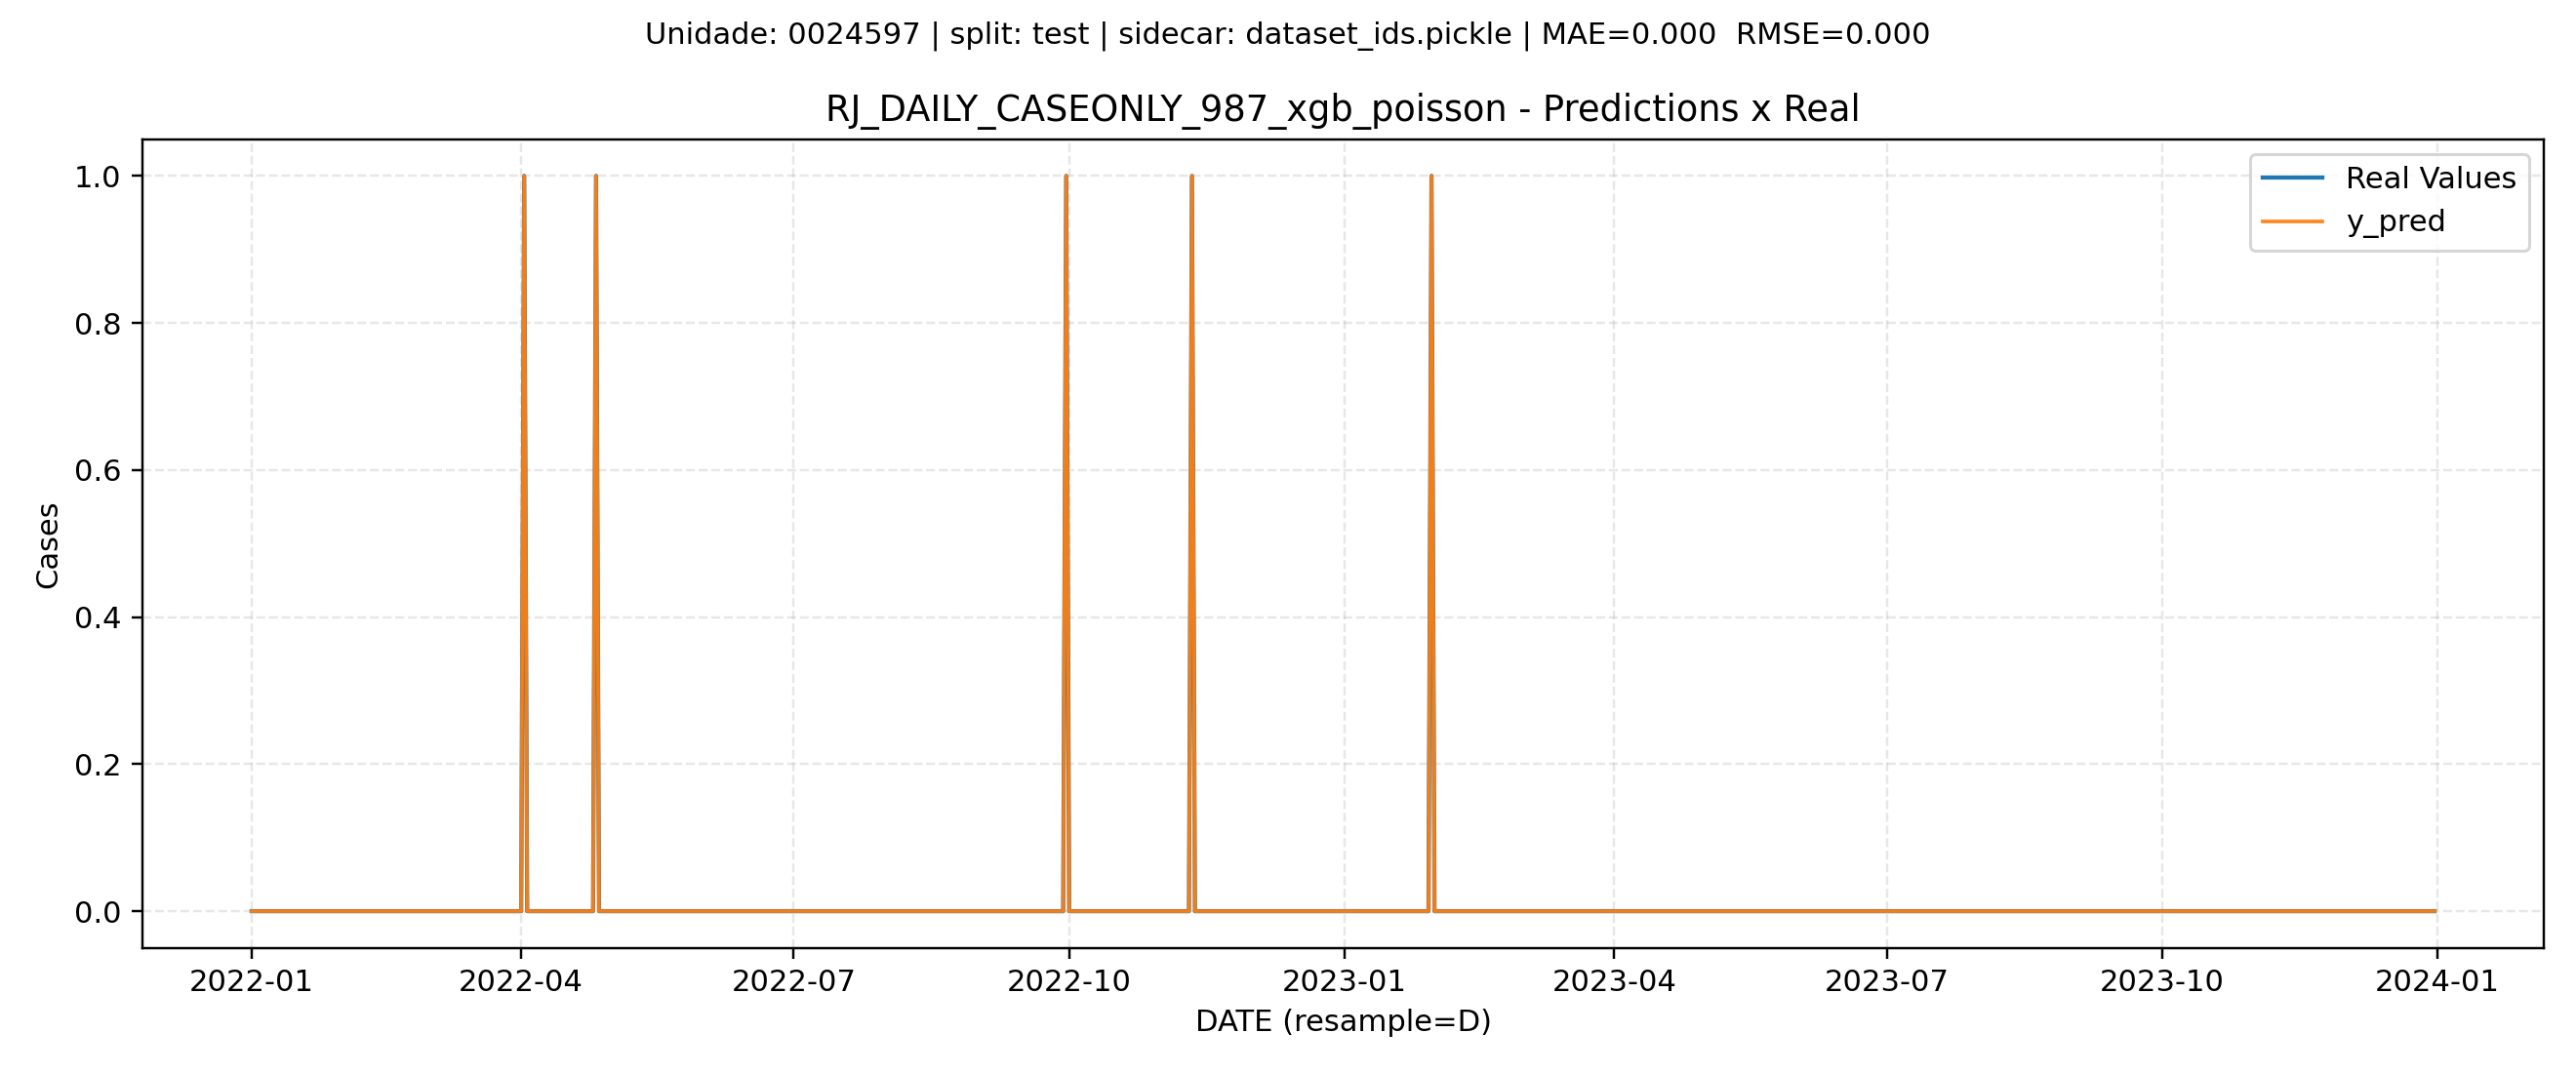 Unidade: 0024597 | split: test | sidecar: dataset_ids.pickle | MAE=0.000  RMSE=0.000
RJ_DAILY_CASEONLY_987_xgb_poisson - Predictions x Real
Real Values
y_pred
1.0
0.8
0.6
0.4
0.2
0.0
Cases
2022-01
2022-04
2022-07
2022-10
2023-01
2023-04
2023-07
2023-10
2024-01
DATE (resample=D)